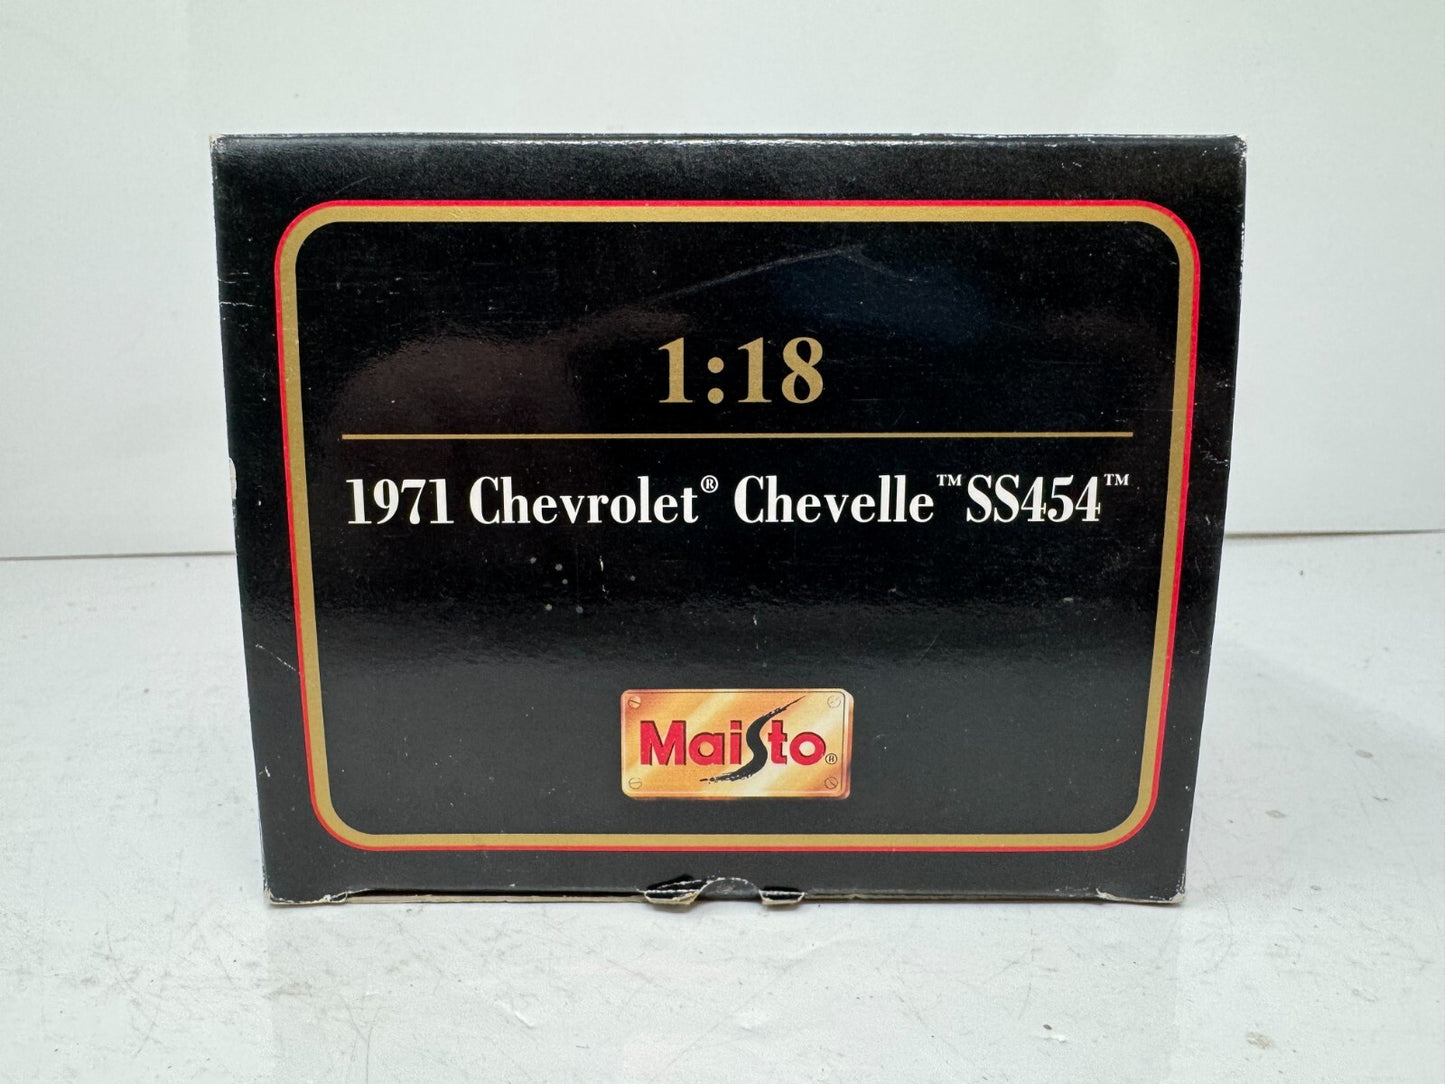 1:18
1971 Chevrolet® Chevelle™ SS454™
Maisto®